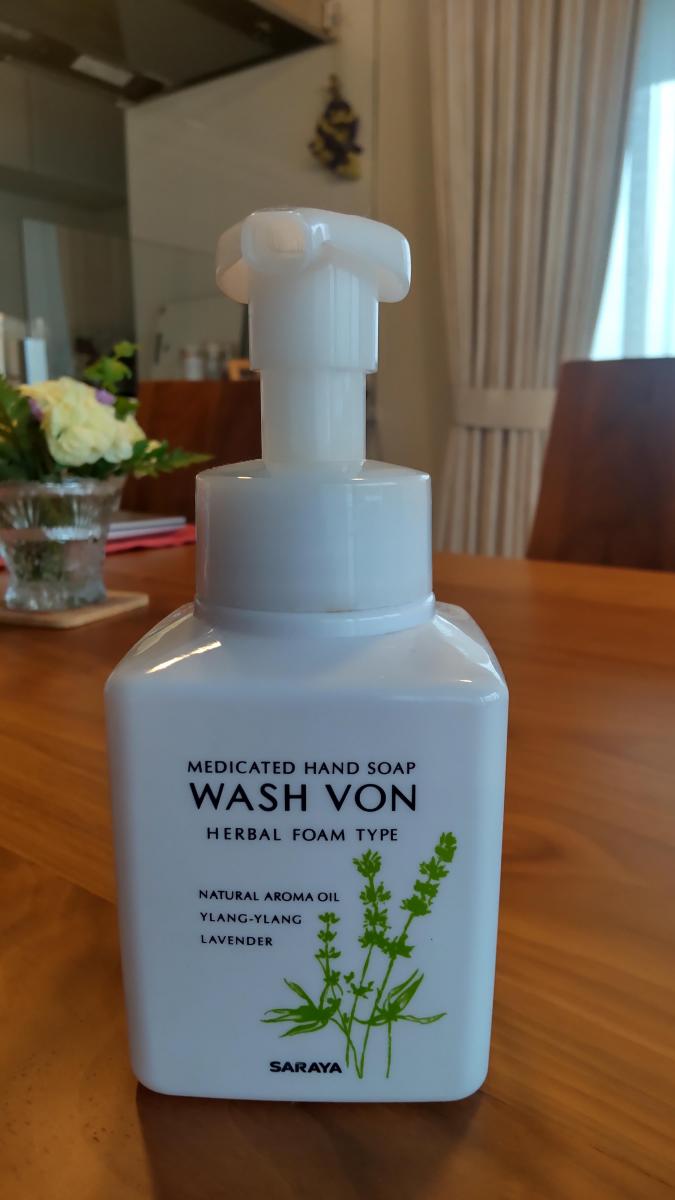 MEDICATED HAND SOAP
WASH VON
HERBAL FOAM TYPE
NATURAL AROMA OIL
YLANG-YLANG
LAVENDER
SARAYA